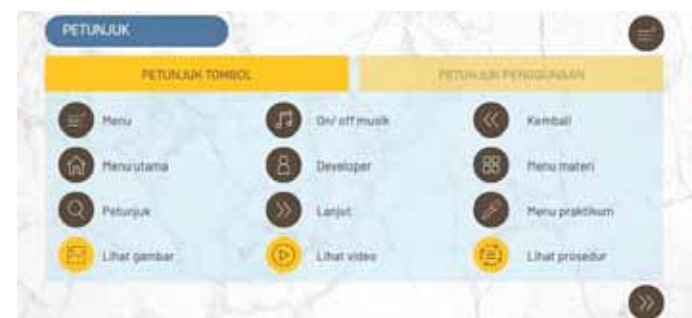 PETUNJUK
PETUNJUK TOMBOL
PETUNJUK PENGGUNAAN
Menu
On/ off musik
Kembali
Menu utama
Developer
Menu materi
Petunjuk
Lanjut
Menu praktikum
Lihat gambar
Lihat video
Lihat prosedur